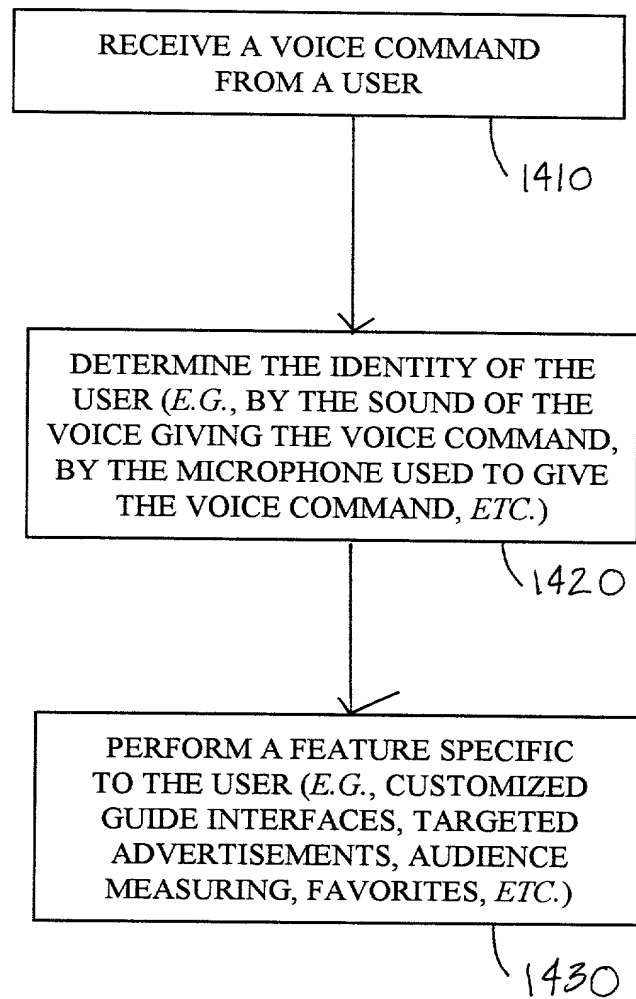 RECEIVE A VOICE COMMAND
FROM A USER
1410
DETERMINE THE IDENTITY OF THE
USER (E.G., BY THE SOUND OF THE
VOICE GIVING THE VOICE COMMAND,
BY THE MICROPHONE USED TO GIVE
THE VOICE COMMAND, ETC.)
1420
PERFORM A FEATURE SPECIFIC
TO THE USER (E.G., CUSTOMIZED
GUIDE INTERFACES, TARGETED
ADVERTISEMENTS, AUDIENCE
MEASURING, FAVORITES, ETC.)
1430